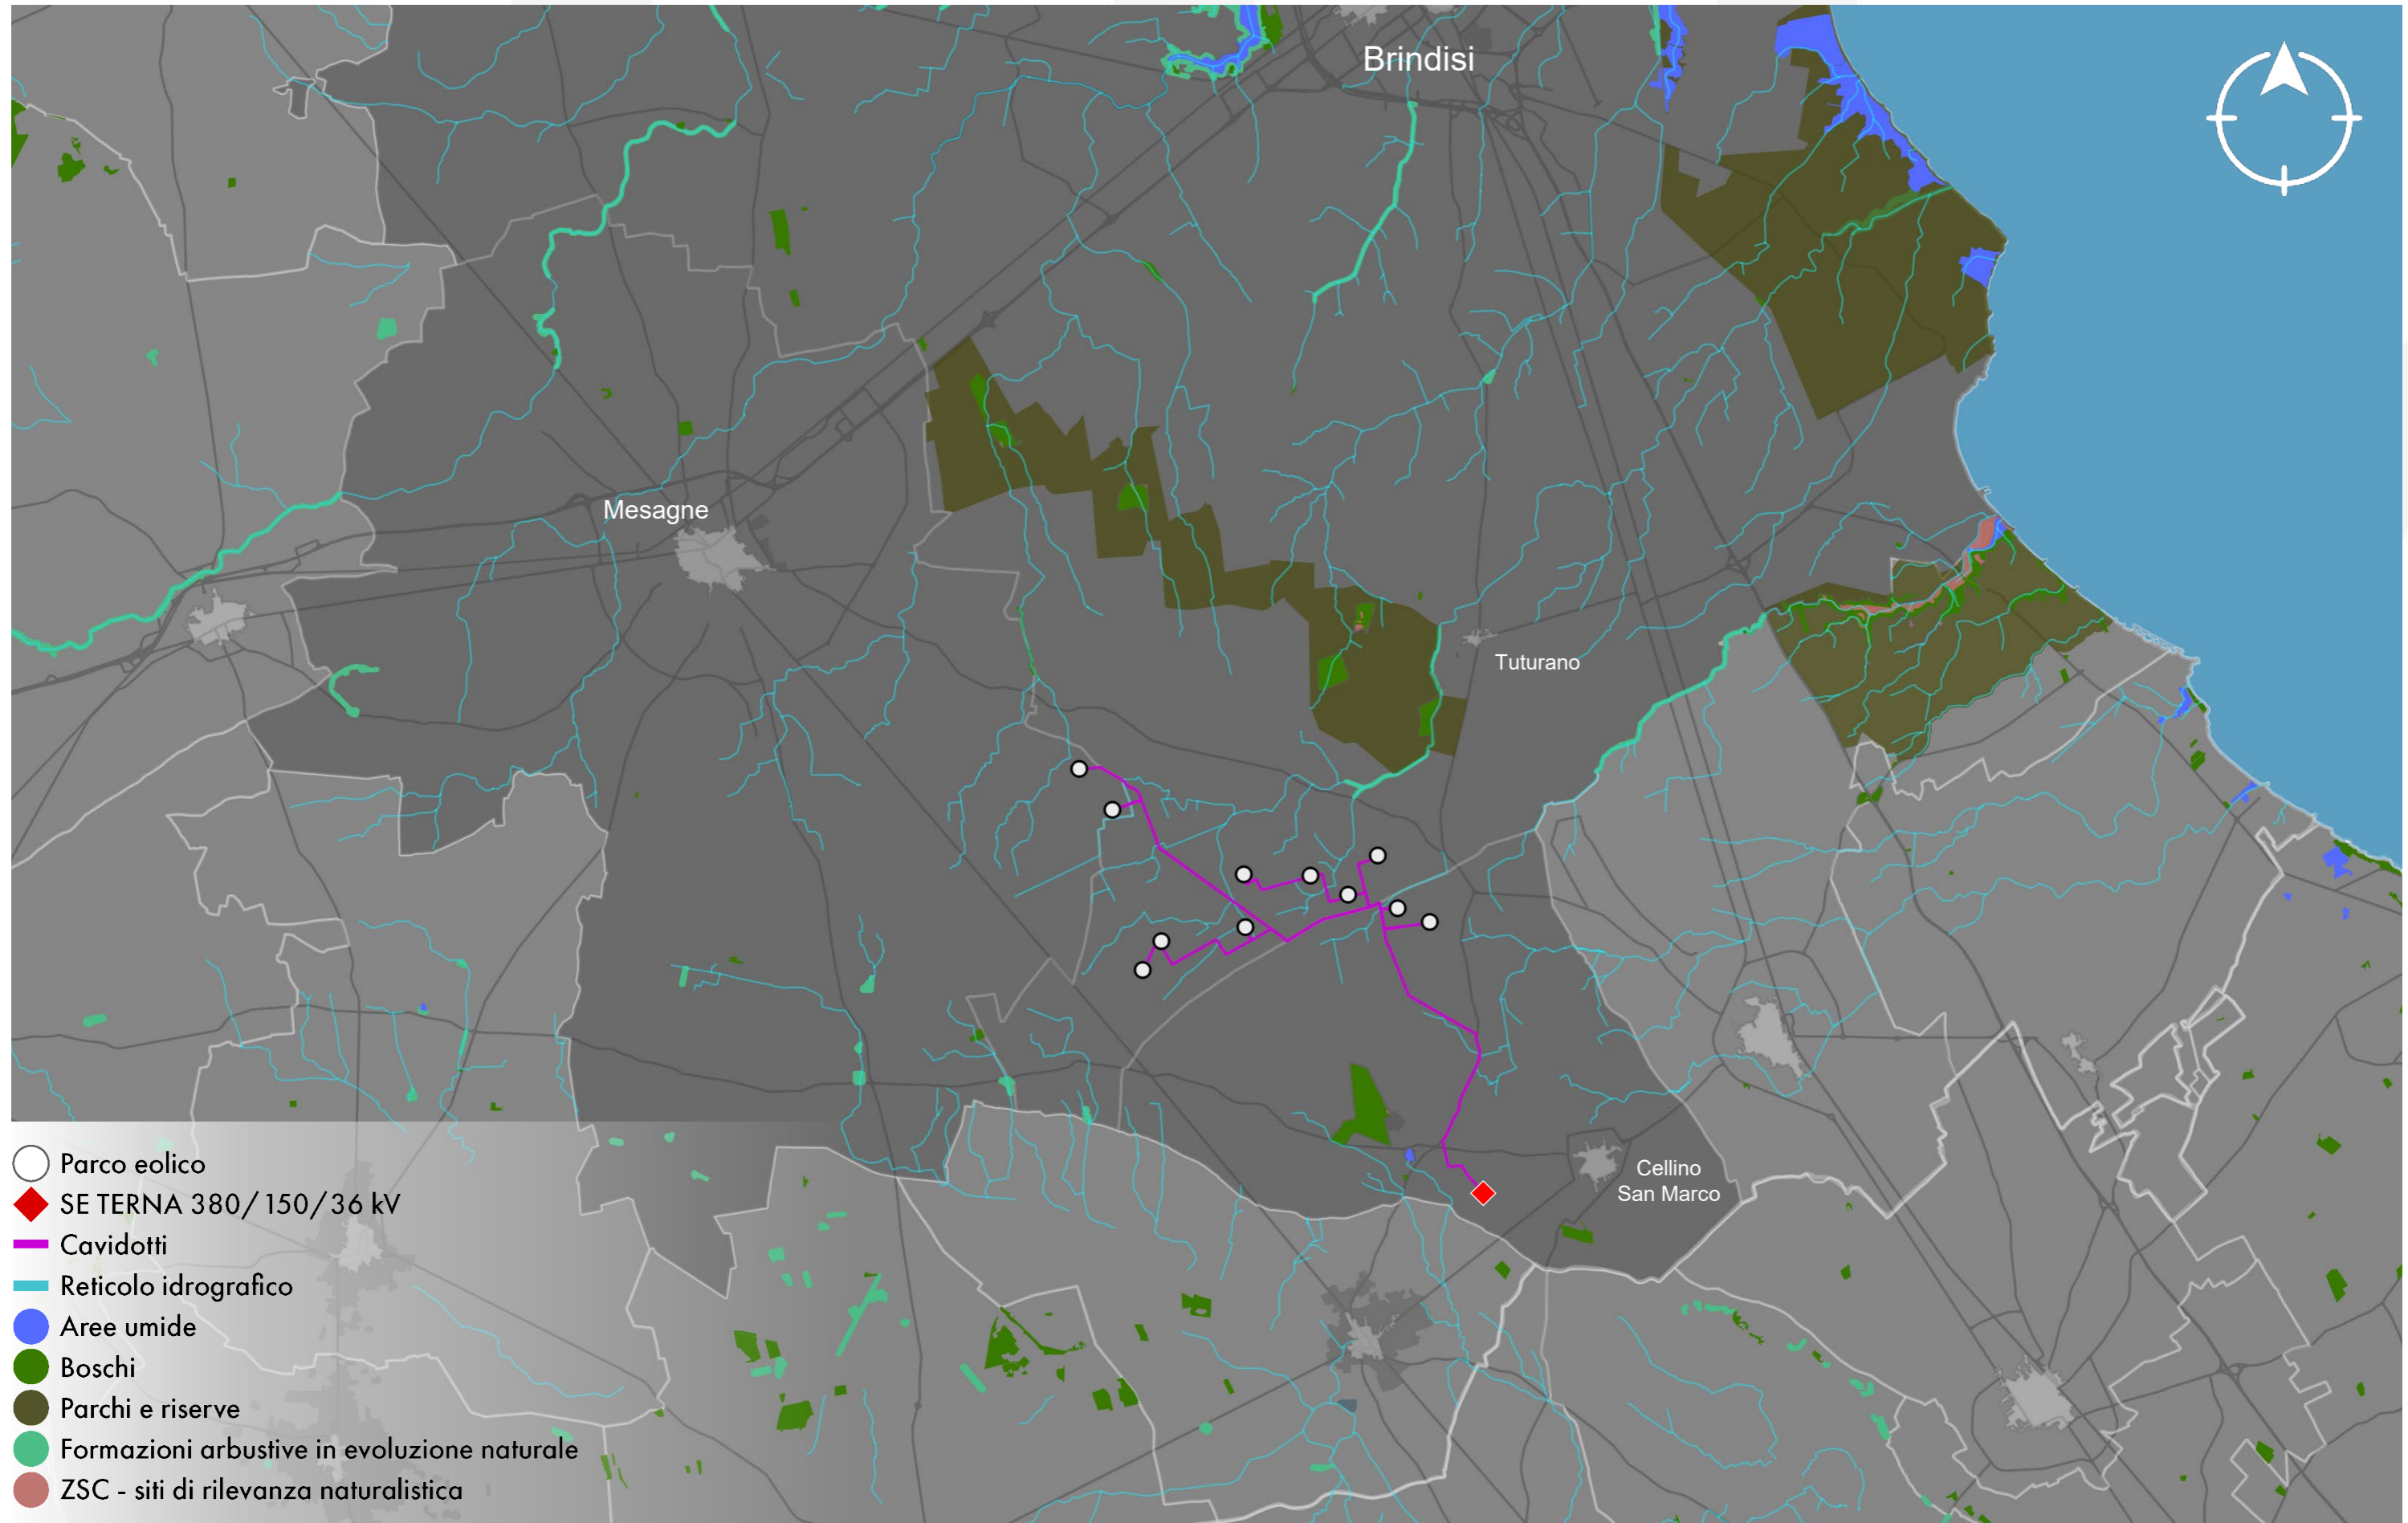 Brindisi
Mesagne
Tuturano
Cellino
San Marco
Parco eolico
SE TERNA 380/150/36 kV
Cavidotti
Reticolo idrografico
Aree umide
Boschi
Parchi e riserve
Formazioni arbustive in evoluzione naturale
ZSC - siti di rilevanza naturalistica